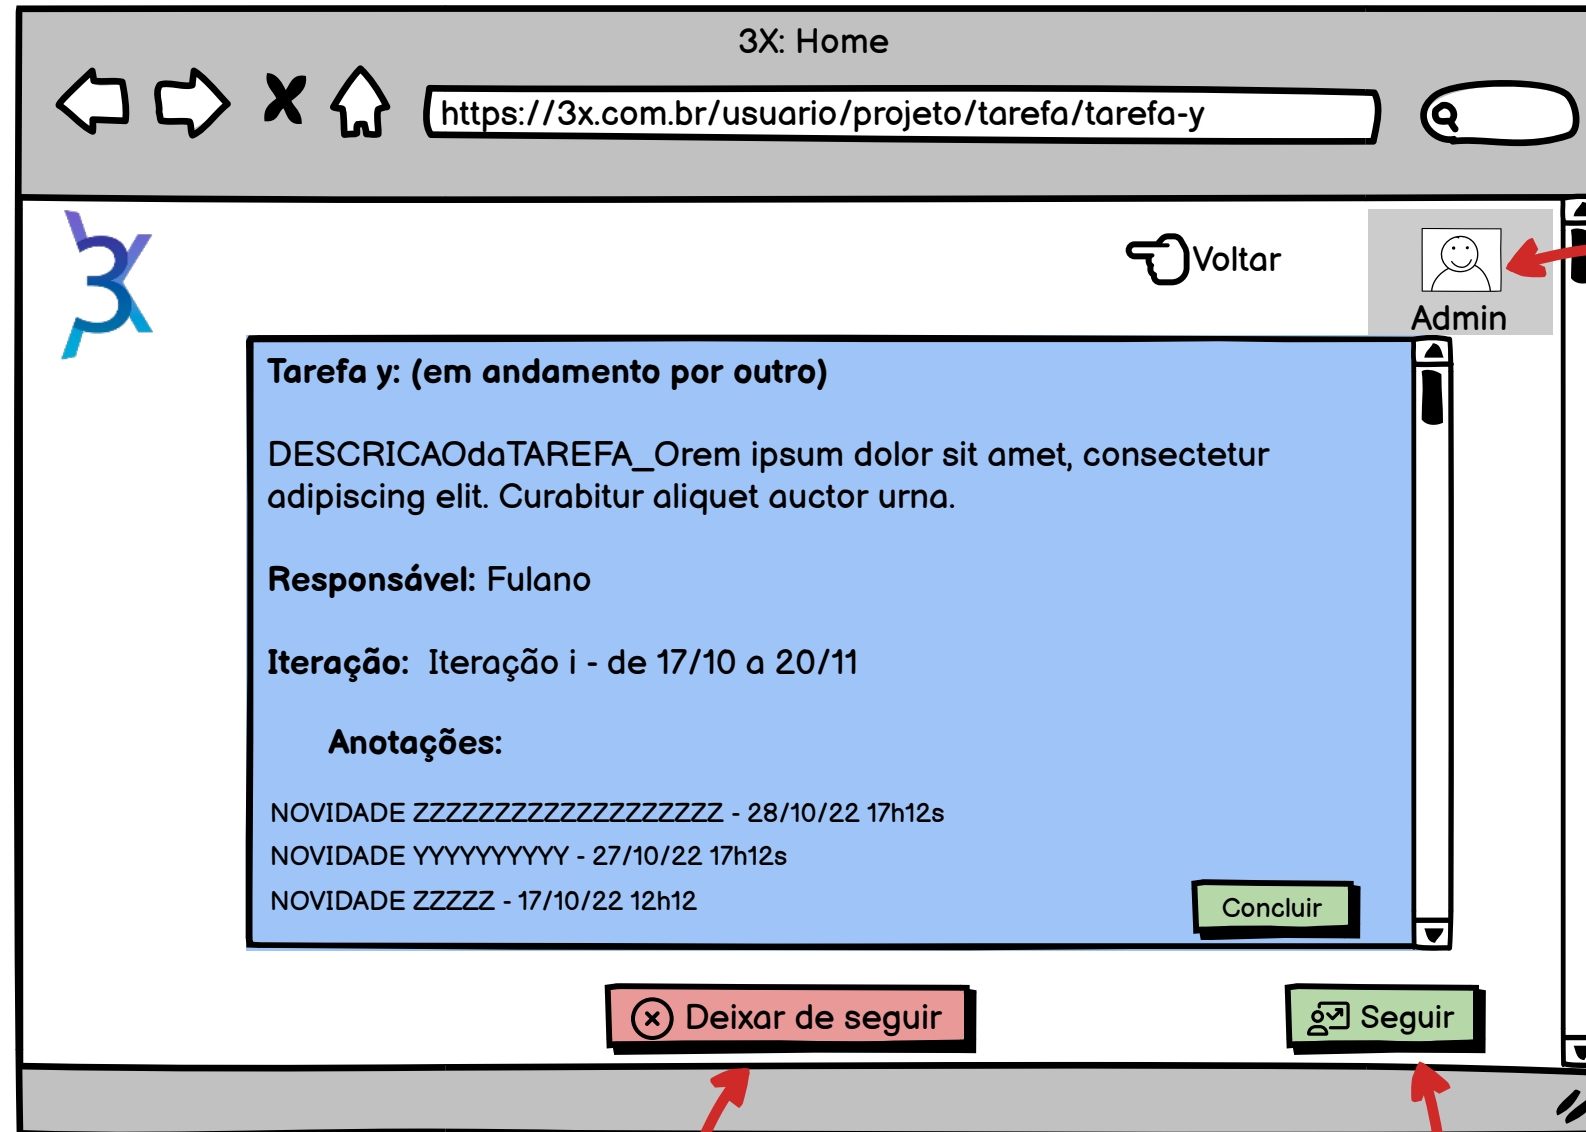 3X: Home
https://3x.com.br/usuario/projeto/tarefa/tarefa-y
3X
Voltar
Admin
Tarefa y: (em andamento por outro)
DESCRICAOdaTAREFA_Orem ipsum dolor sit amet, consectetur
adipiscing elit. Curabitur aliquet auctor urna.
Responsável: Fulano
Iteração: Iteração i - de 17/10 a 20/11
Anotações:
NOVIDADE ZZZZZZZZZZZZZZZZZZZ - 28/10/22 17h12s
NOVIDADE YYYYYYYYYY - 27/10/22 17h12s
NOVIDADE ZZZZZ - 17/10/22 12h12
Concluir
Deixar de seguir
Seguir